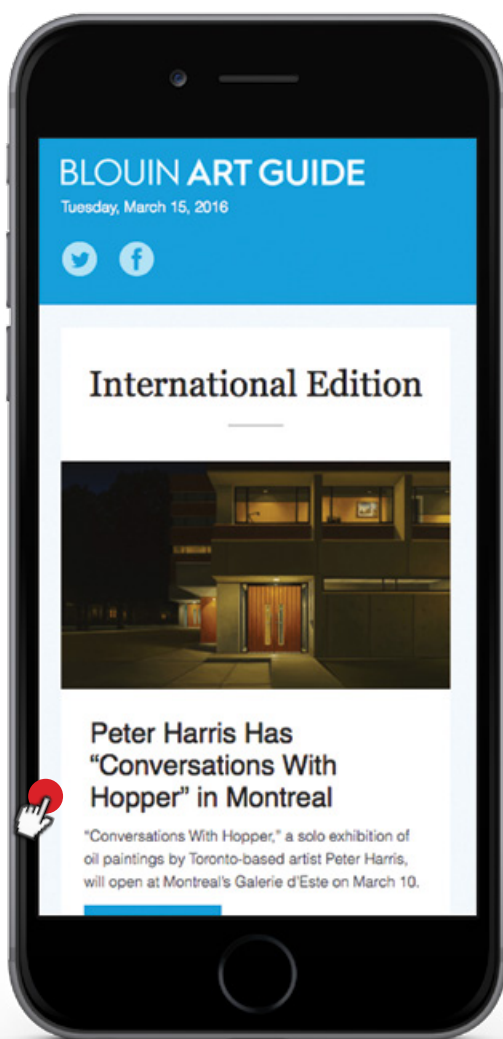 BLOUIN ART GUIDE
Tuesday, March 15, 2016
International Edition
Peter Harris Has
“Conversations With
Hopper” in Montreal
“Conversations With Hopper,” a solo exhibition of
oil paintings by Toronto-based artist Peter Harris,
will open at Montreal’s Galerie d’Este on March 10.